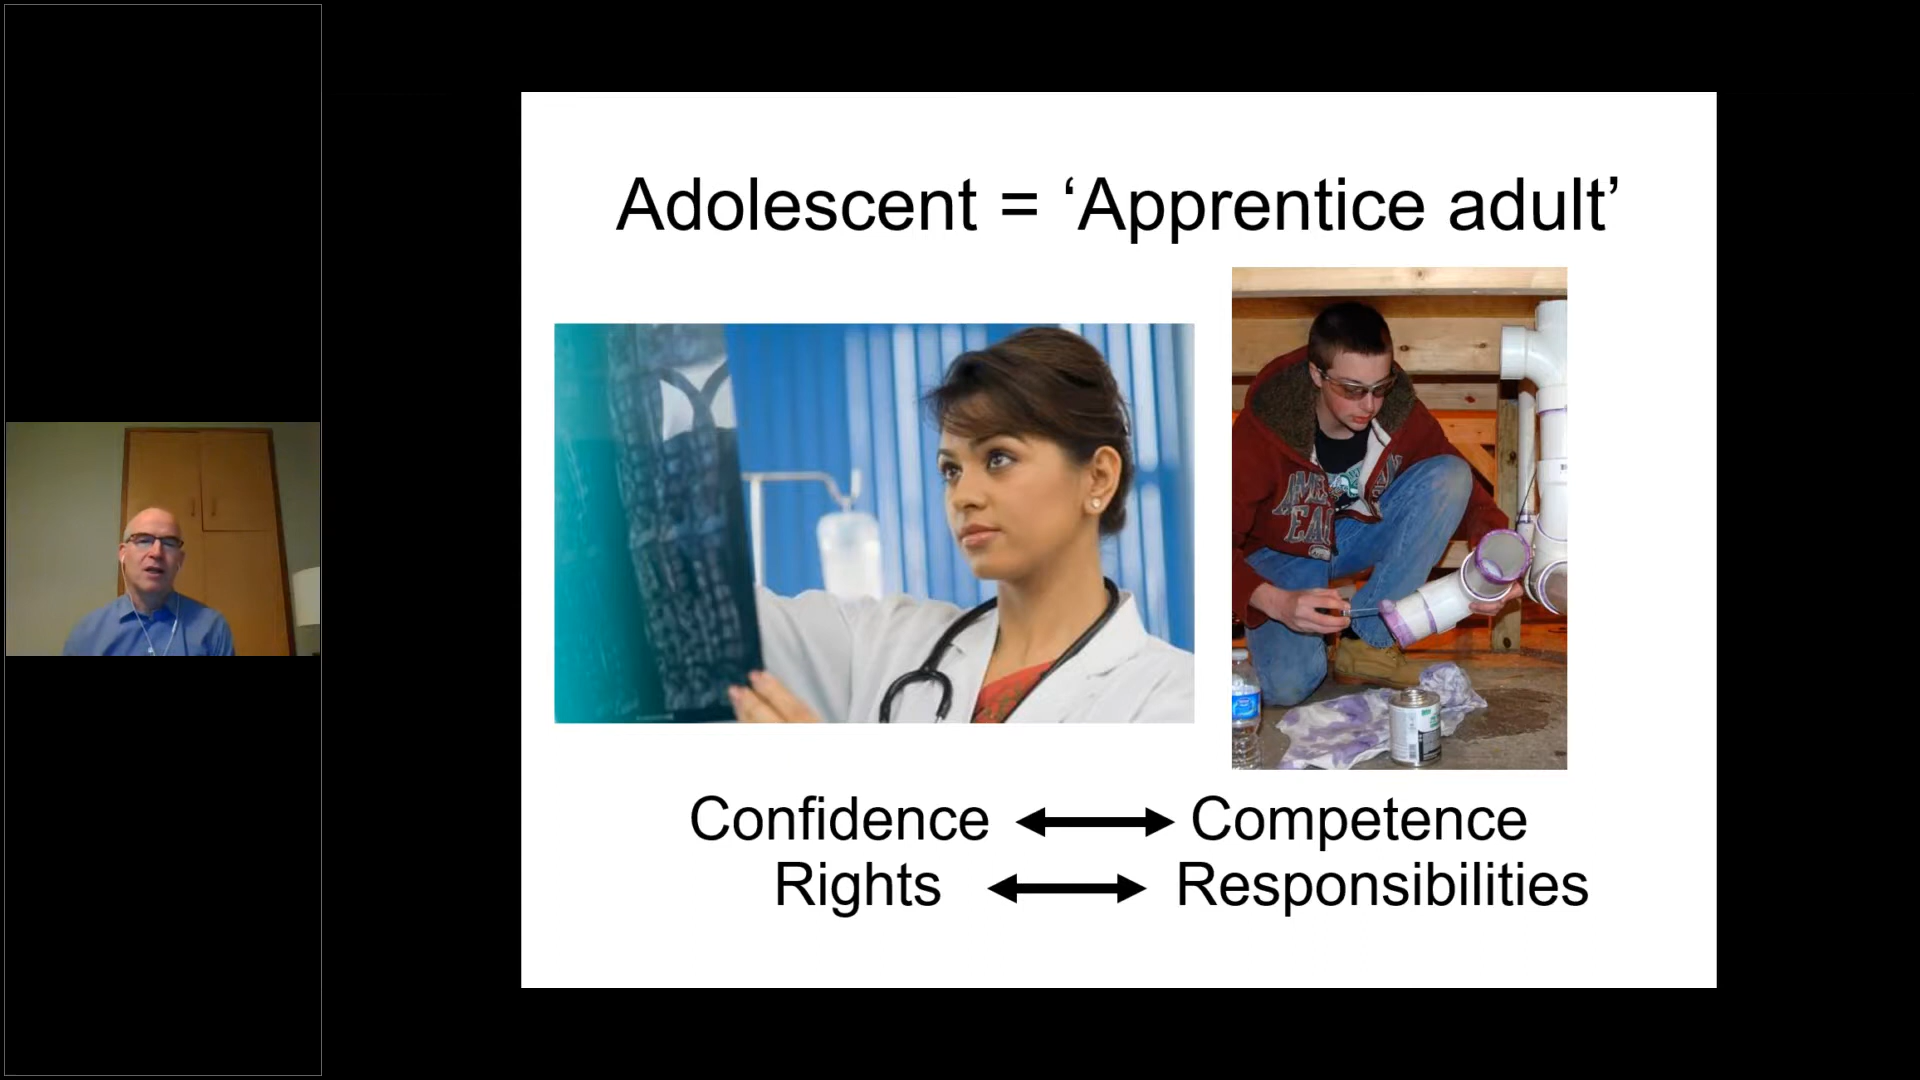 Adolescent = ‘Apprentice adult’
Confidence Competence
Rights Responsibilities